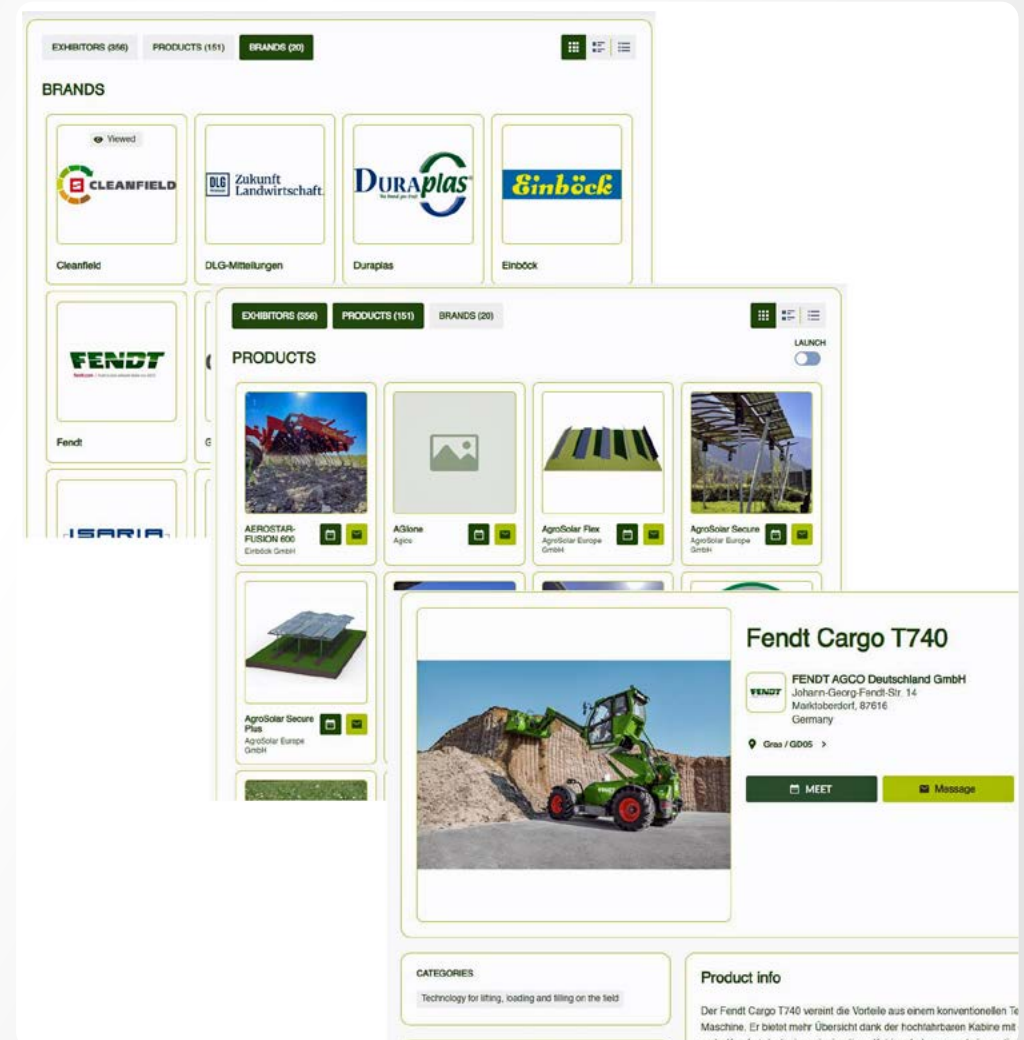 EXHIBITORS (356) PRODUCTS (151) BRANDS (20)
BRANDS
Viewed
CLEANFIELD
DLG Zukunft
Landwirtschaft.
DURAplas
Einböck
Cleanfield DLG-Mitteilungen Duraplas Einböck
FENDT
Fendt
ISARIA
EXHIBITORS (356) PRODUCTS (151) BRANDS (20)
LAUNCH
PRODUCTS
AEROSTAR-
FUSION 600
Einböck GmbH
AGlone
Agico
AgroSolar Flex
AgroSolar Europe
GmbH
AgroSolar Secure
AgroSolar Europe
GmbH
AgroSolar Secure
Plus
AgroSolar Europe
GmbH
Fendt Cargo T740
FENDT
FENDT AGCO Deutschland GmbH
Johann-Georg-Fendt-Str. 14
Marktoberdorf, 87616
Germany
Gras / GD05 >
MEET Message
CATEGORIES
Technology for lifting, loading and tilling on the field
Product info
Der Fendt Cargo T740 vereint die Vorteile aus einem konventionellen Te
Maschine. Er bietet mehr Übersicht dank der hochfahrbaren Kabine mit